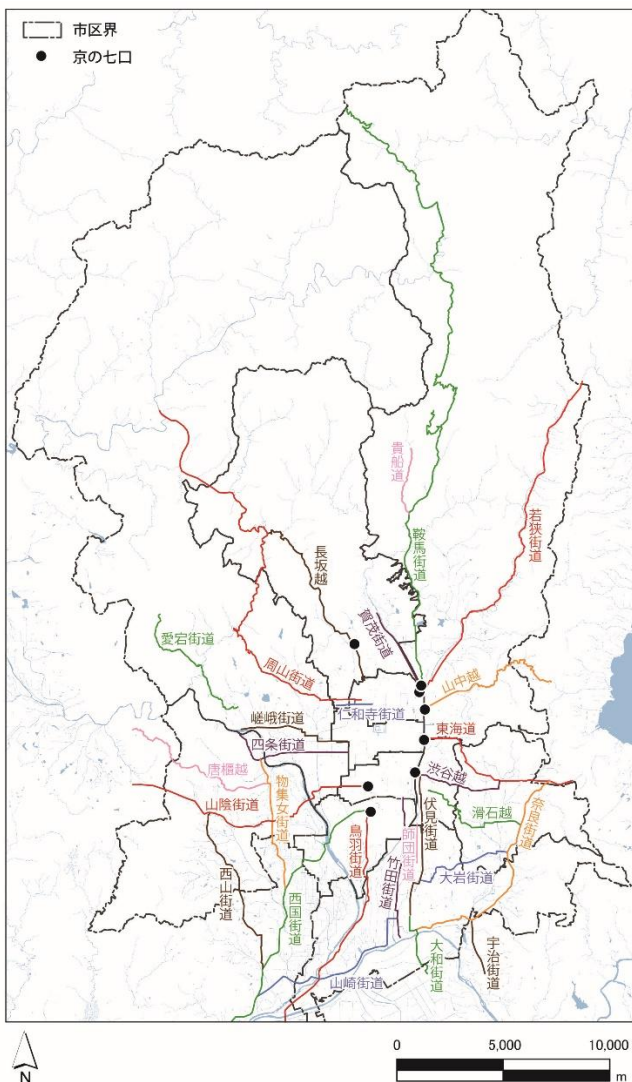 市区界
京の七口
貴船道
若狭街道
鞍馬街道
長坂越
賀茂街道
愛宕街道
周山街道
山中越
仁和寺街道
嵯峨街道
東海道
四条街道
唐櫃越
渋谷越
物集女街道
山陰街道
伏見街道
滑石越
奈良街道
鳥羽街道
師団街道
竹田街道
大岩街道
西山街道
西国街道
大和街道
宇治街道
山崎街道
N
0 5,000 10,000
m